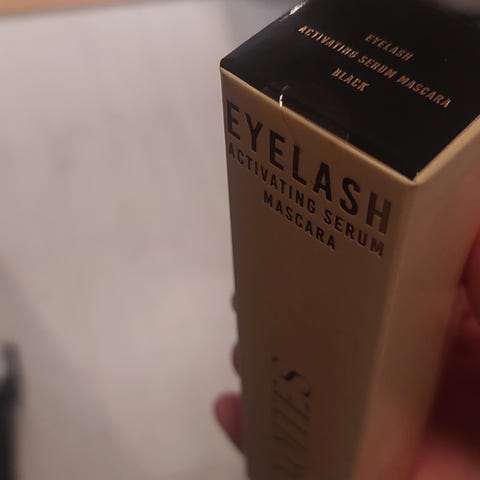 EYELASH
ACTIVATING SERUM MASCARA
BLACK
EYELASH
ACTIVATING SERUM
MASCARA